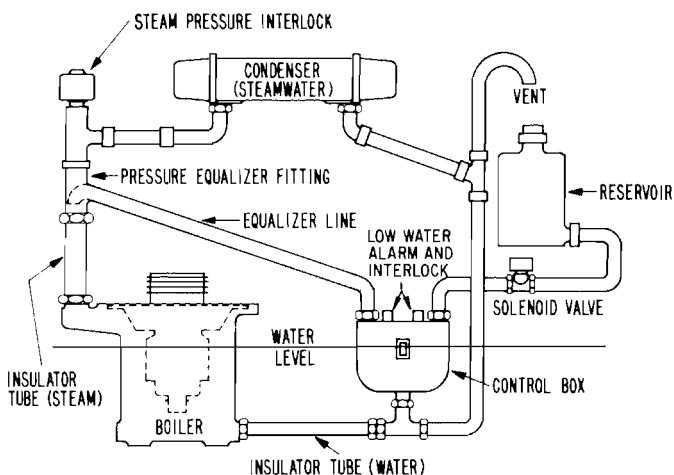 STEAM PRESSURE INTERLOCK
CONDENSER
(STEAMWATER)
VENT
PRESSURE EQUALIZER FITTING
RESERVOIR
EQUALIZER LINE
LOW WATER
ALARM AND
INTERLOCK
SOLENOID VALVE
WATER
LEVEL
INSULATOR
TUBE (STEAM)
CONTROL BOX
BOILER
INSULATOR TUBE (WATER)